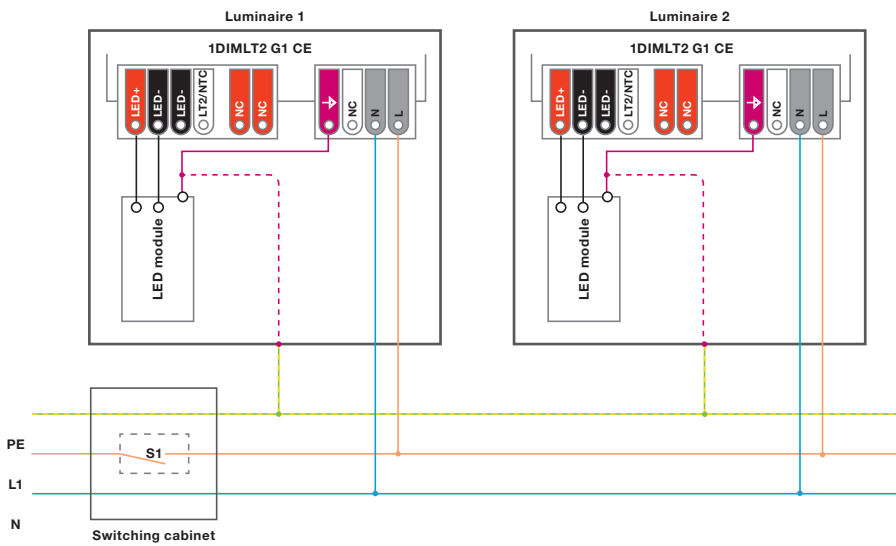 Luminaire 1
1DIMLT2 G1 CE
LED+
LED-
LED-
LT2/NTC
NC
NC
NC
N
L
LED module
Luminaire 2
1DIMLT2 G1 CE
LED+
LED-
LED-
LT2/NTC
NC
NC
NC
N
L
LED module
PE
S1
L1
N
Switching cabinet